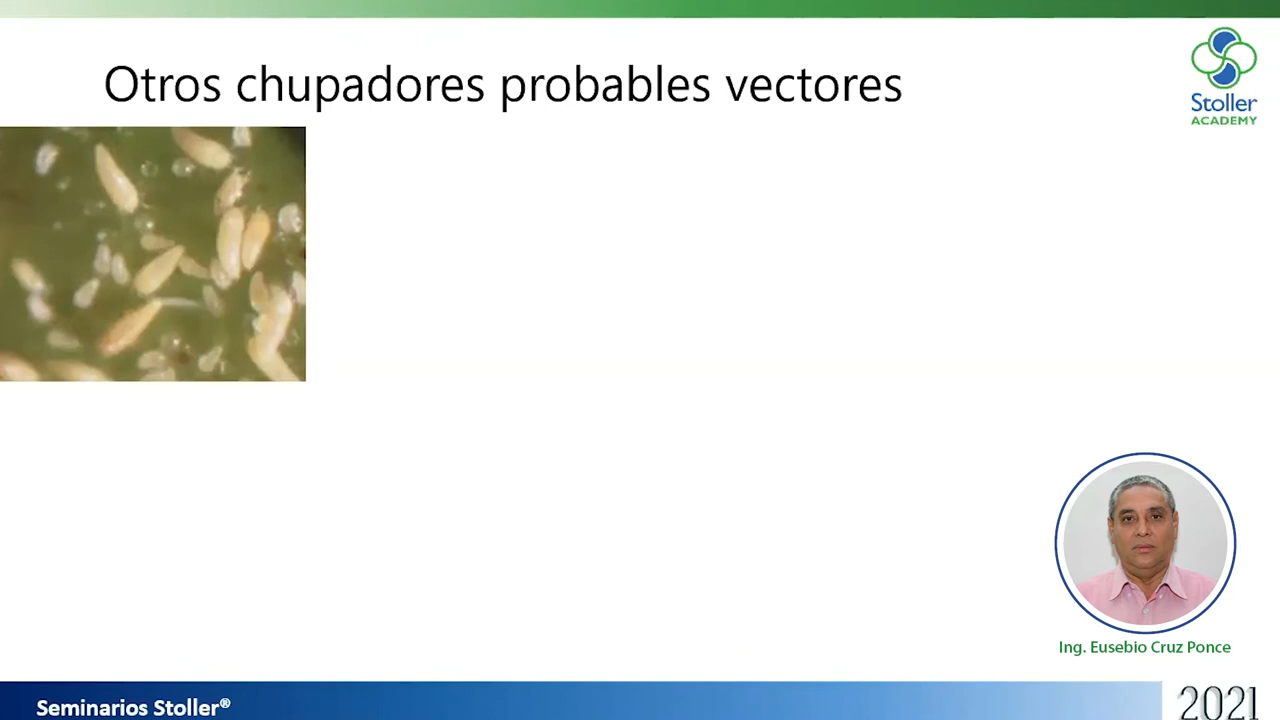 Otros chupadores probables vectores
Stoller
ACADEMY
Ing. Eusebio Cruz Ponce
Seminarios Stoller®
2021